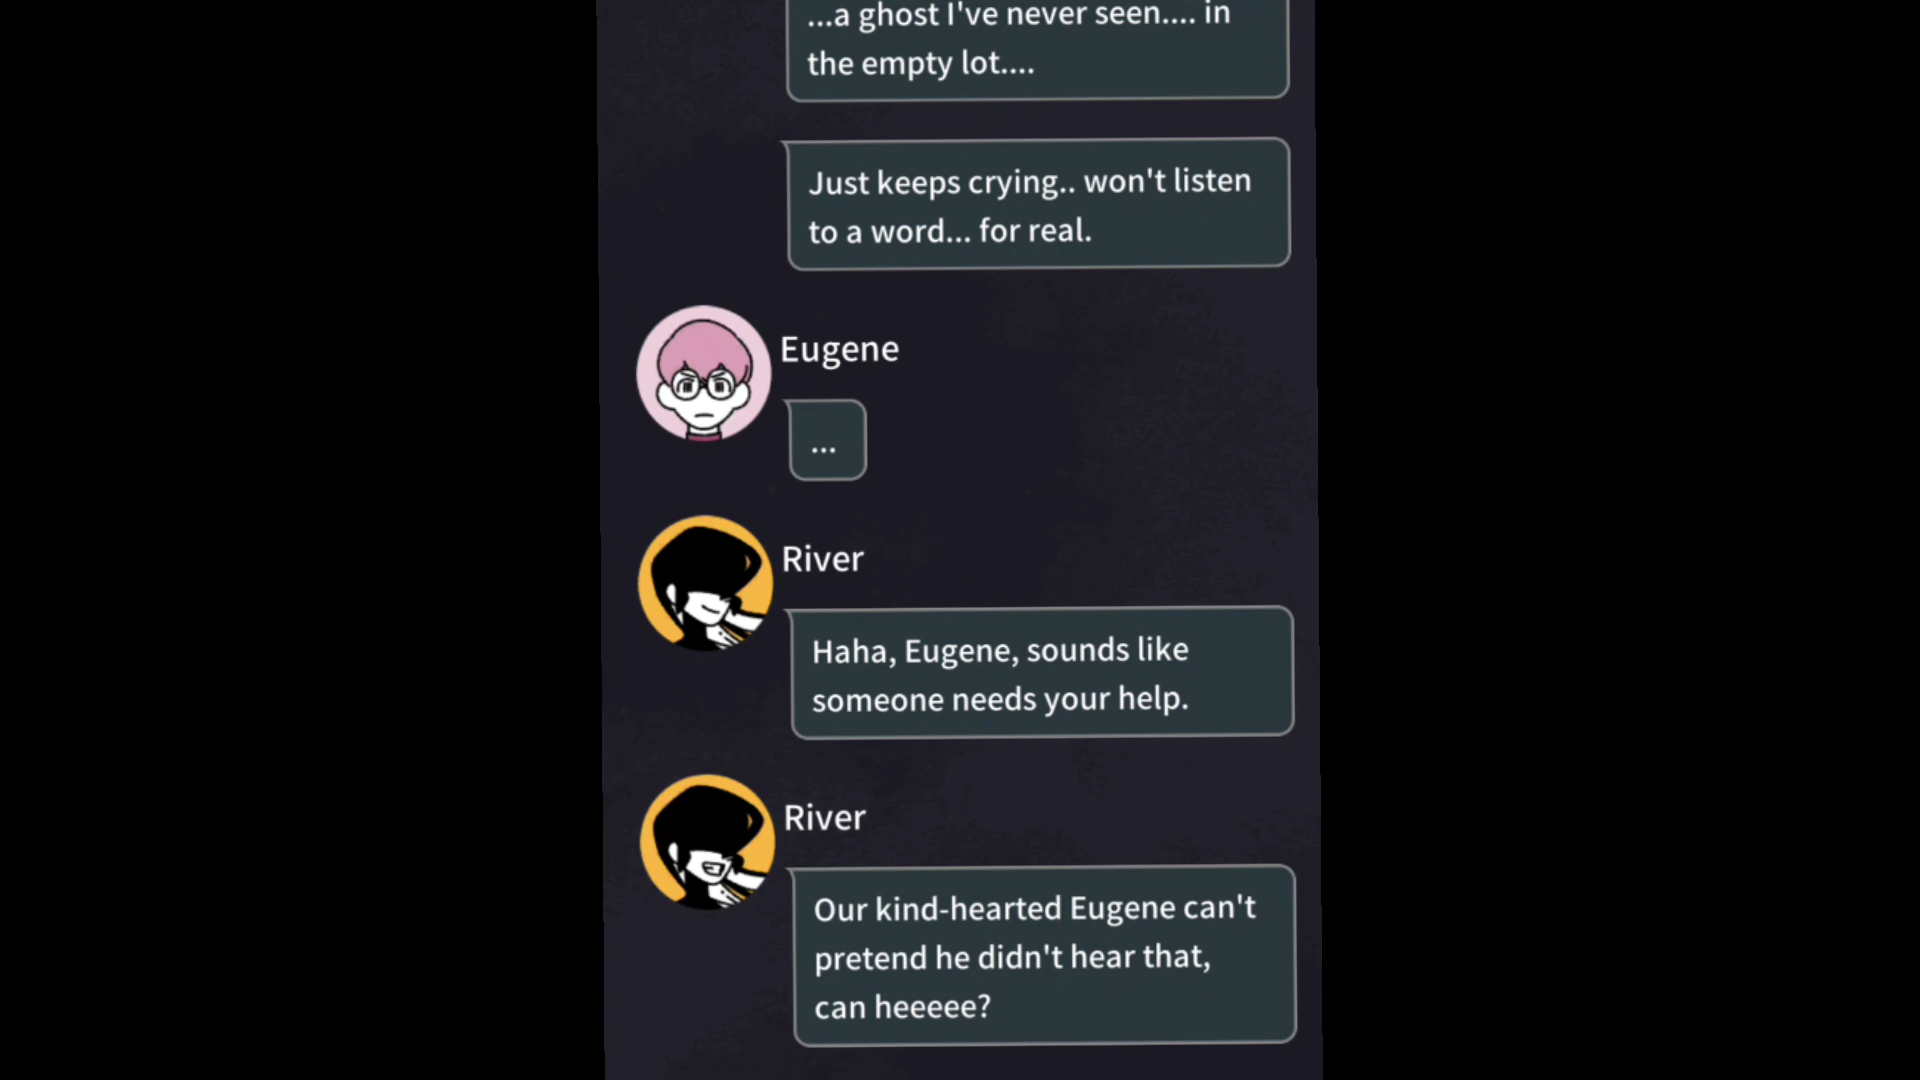 ...a ghost I've never seen.... in
the empty lot....
Just keeps crying.. won't listen
to a word... for real.
Eugene
...
River
Haha, Eugene, sounds like
someone needs your help.
River
Our kind-hearted Eugene can't
pretend he didn't hear that,
can heeeee?